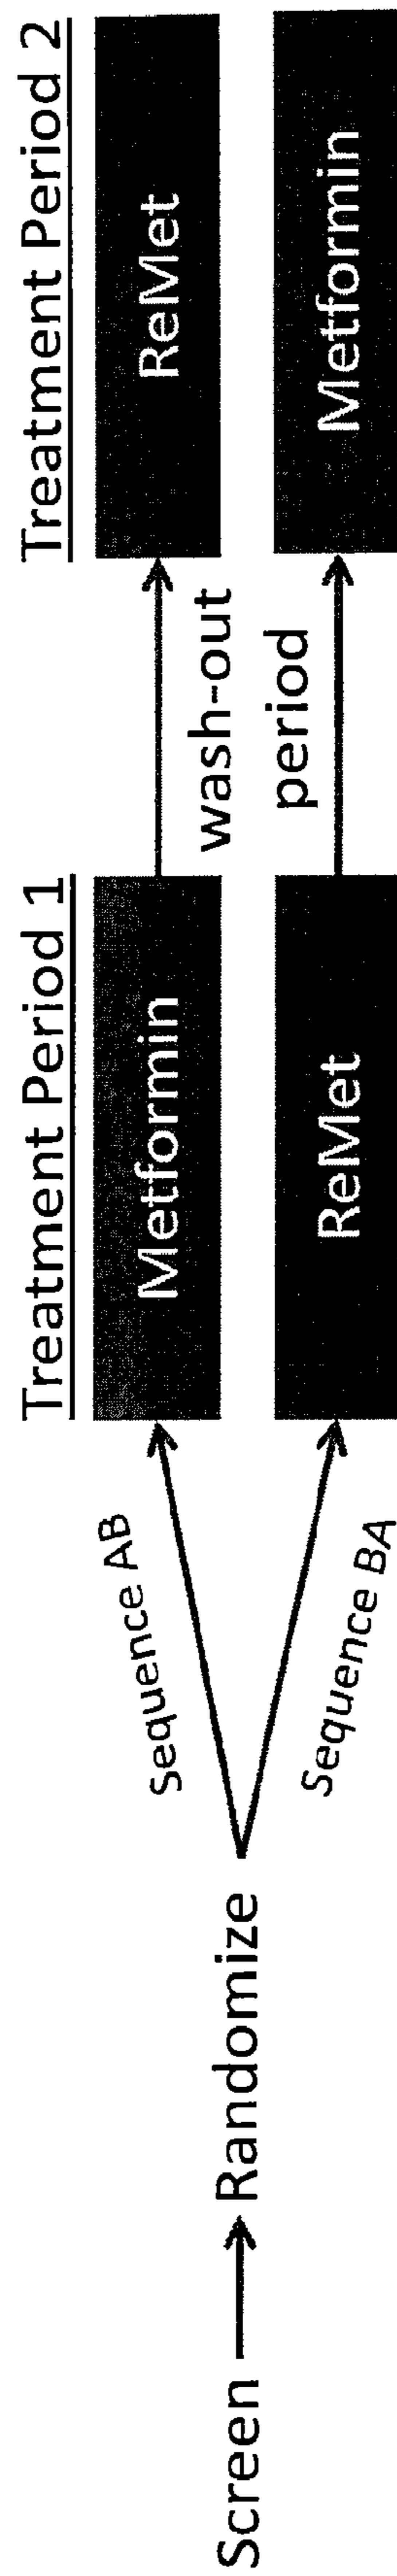 Screen
Randomize
Sequence AB
Sequence BA
Treatment Period 1
Metformin
ReMet
wash-out
period
Treatment Period 2
ReMet
Metformin